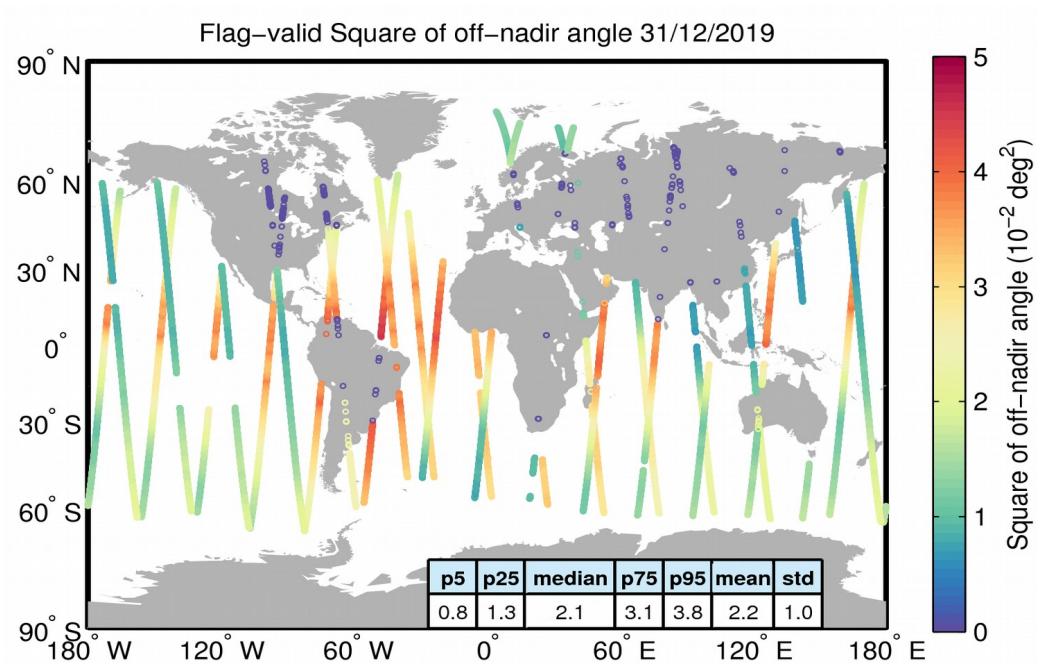 Flag-valid Square of off-nadir angle 31/12/2019
90° N
60° N
30° N
0°
30° S
60° S
90° S
180° W
120° W
60° W
0°
60° E
120° E
180° E
p5 p25 median p75 p95 mean std
0.8 1.3 2.1 3.1 3.8 2.2 1.0
5
4
3
2
1
0
Square of off-nadir angle (10⁻² deg²)